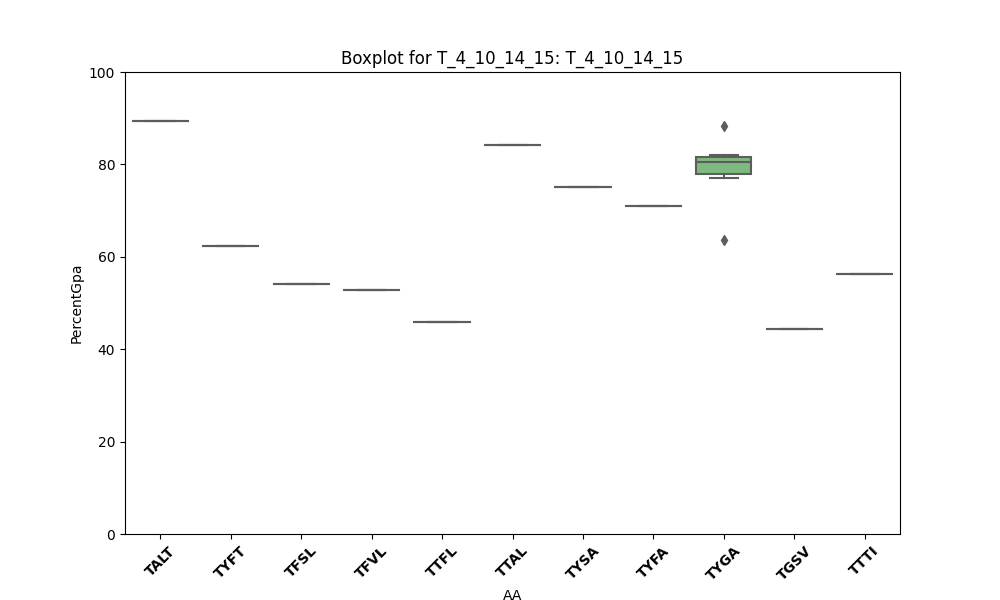 Boxplot for T_4_10_14_15: T_4_10_14_15
100
80
60
40
20
0
PercentGpa
TALT
TYFT
TFSL
TFVL
TTFL
TTAL
TYSA
TYFA
TYGA
TGSV
TTTI
AA